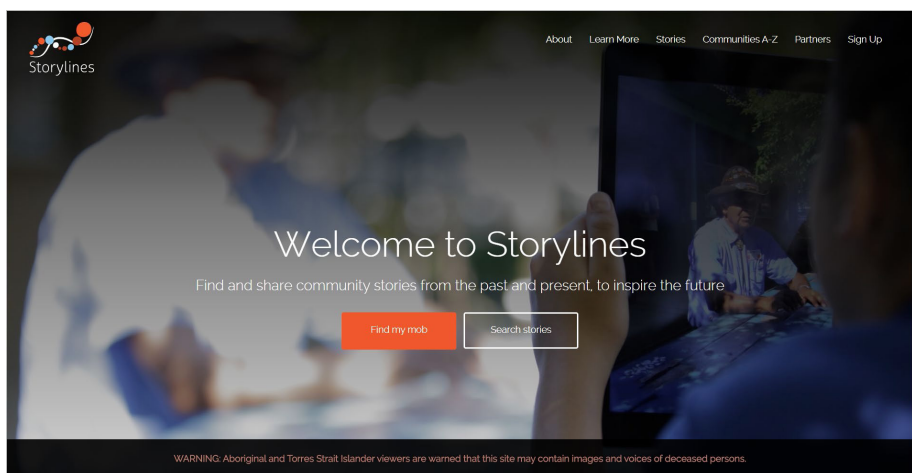 Storylines
About Learn More Stories Communities A-Z Partners Sign Up
Welcome to Storylines
Find and share community stories from the past and present, to inspire the future
Find my mob Search stories
WARNING: Aboriginal and Torres Strait Islander viewers are warned that this site may contain images and voices of deceased persons.